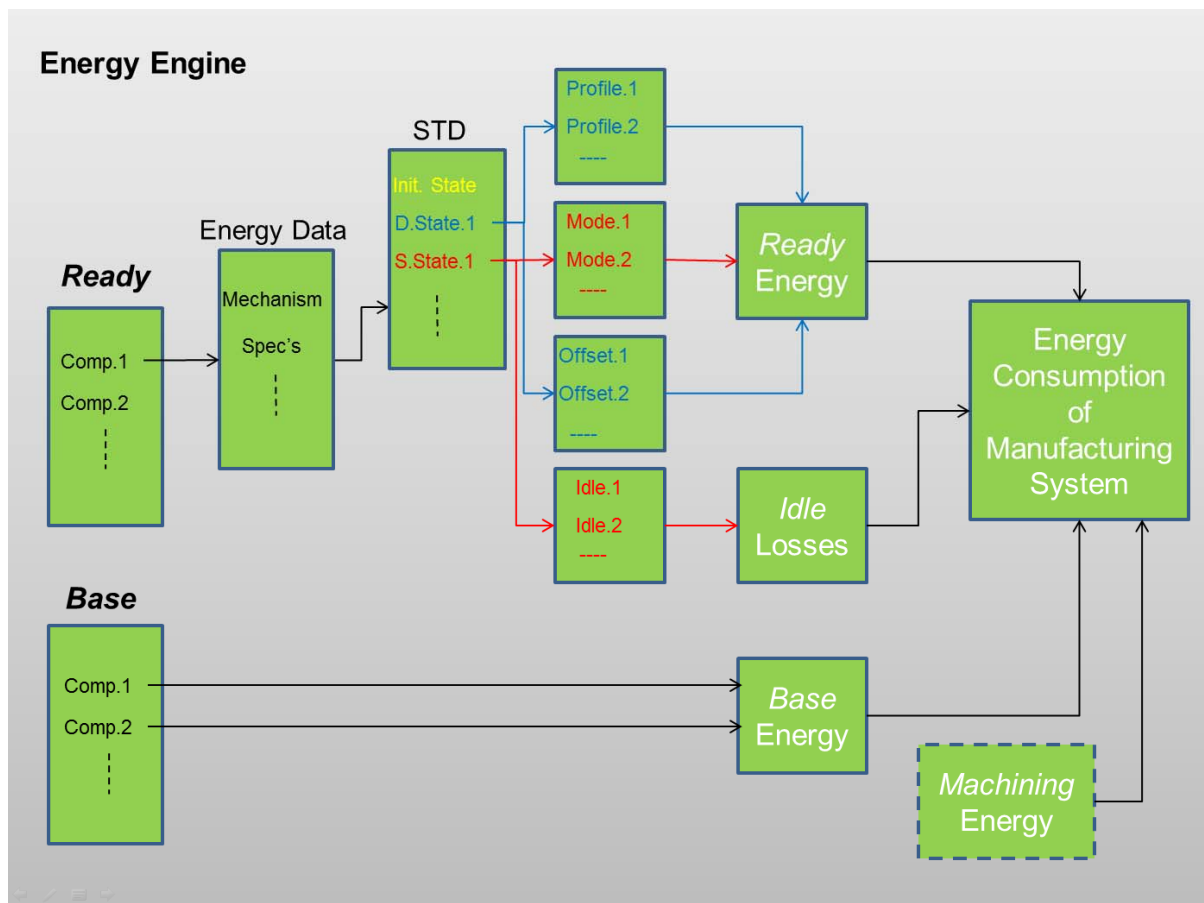 Energy Engine
Ready
Comp.1
Comp.2
Energy Data
Mechanism
Spec's
STD
Init. State
D.State.1
S.State.1
Profile.1
Profile.2
----
Mode.1
Mode.2
----
Offset.1
Offset.2
----
Idle.1
Idle.2
----
Ready
Energy
Idle
Losses
Base
Comp.1
Comp.2
Base
Energy
Machining
Energy
Energy
Consumption
of
Manufacturing
System